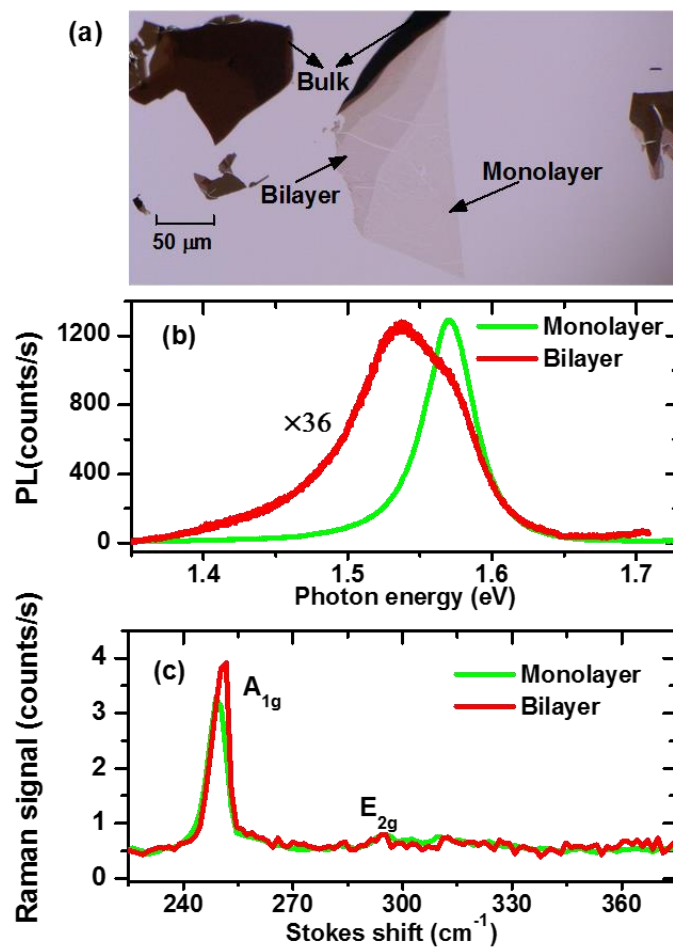 (a)
Bulk
Bilayer
Monolayer
50 μm
(b)
Monolayer
Bilayer
×36
1200
800
400
0
PL(counts/s)
1.4 1.5 1.6 1.7
Photon energy (eV)
(c)
Monolayer
Bilayer
A1g
E2g
4
3
2
1
0
Raman signal (counts/s)
240 270 300 330 360
Stokes shift (cm-1)